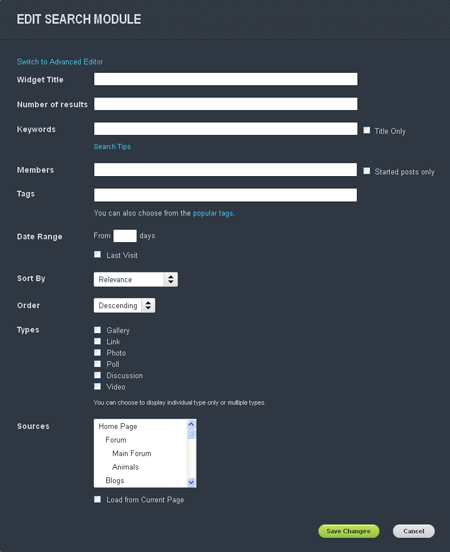 EDIT SEARCH MODULE
Switch to Advanced Editor
Widget Title
Number of results
Keywords
Title Only
Search Tips
Members
Started posts only
Tags
You can also choose from the popular tags.
Date Range
From
days
Last Visit
Sort By
Relevance
Order
Descending
Types
Gallery
Link
Photo
Poll
Discussion
Video
You can choose to display individual type only or multiple types.
Sources
Home Page
Forum
Main Forum
Animals
Blogs
Load from Current Page
Save Changes
Cancel